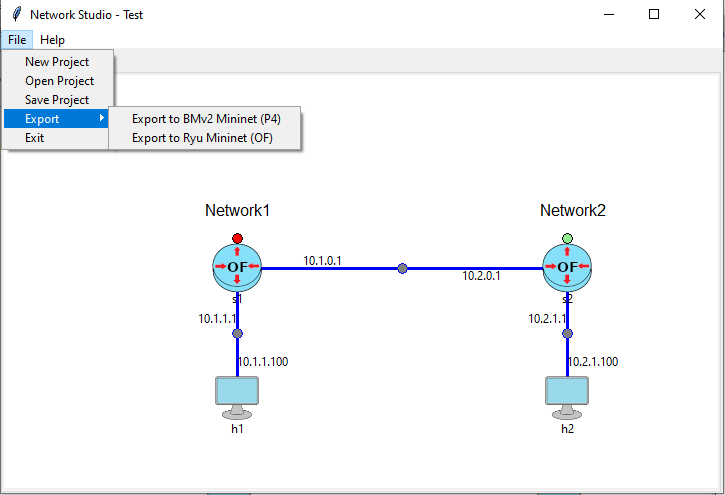 Network Studio - Test
File Help
New Project
Open Project
Save Project
Export
Export to BMv2 Mininet (P4)
Exit
Export to Ryu Mininet (OF)
Network1
Network2
OF
OF
10.1.0.1
10.2.0.1
s1
s2
10.1.1.1
10.2.1.1
10.1.1.100
10.2.1.100
h1
h2